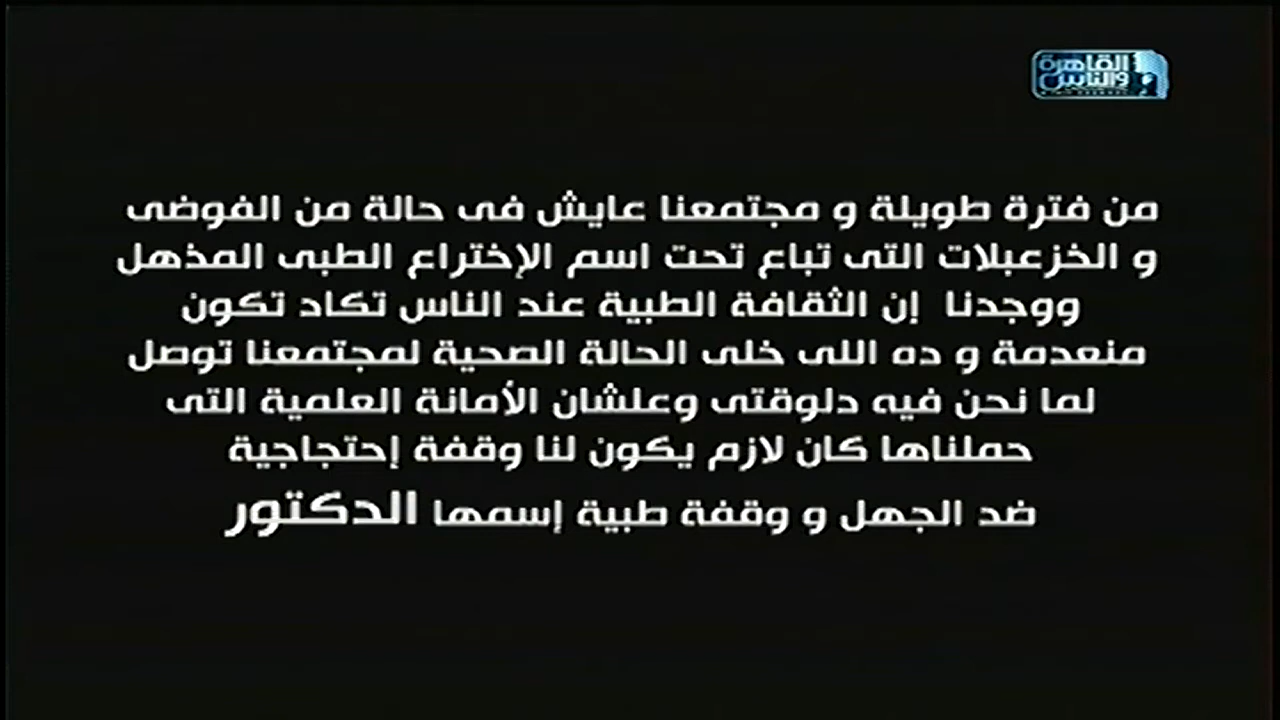 القاهرة
والناس
من فترة طويلة و مجتمعنا عايش فى حالة من الفوضى
و الخزعبلات التى تباع تحت اسم الإختراع الطبى المذهل
ووجدنا إن الثقافة الطبية عند الناس تكاد تكون
منعدمة و ده اللى خلى الحالة الصحية لمجتمعنا توصل
لما نحن فيه دلوقتى وعلشان الأمانة العلمية التى
حملناها كان لازم يكون لنا وقفة إحتجاجية
ضد الجهل و وقفة طبية إسمها الدكتور